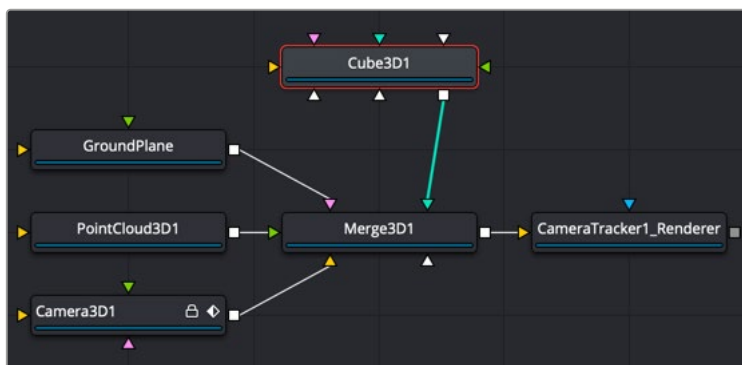 Cube3D1
GroundPlane
PointCloud3D1
Merge3D1
CameraTracker1_Renderer
Camera3D1